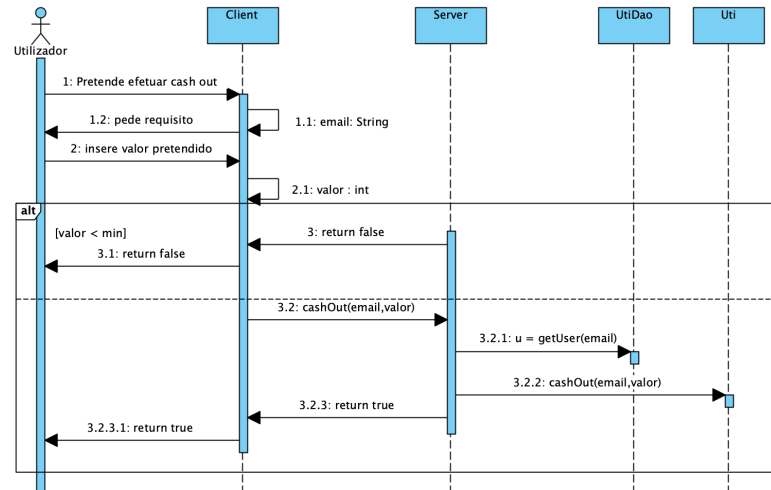 Client
Server
UtiDao
Uti
Utilizador
1: Pretende efetuar cash out
1.1: email: String
1.2: pede requisito
2: insere valor pretendido
2.1: valor : int
alt
[valor < min]
3: return false
3.1: return false
3.2: cashOut(email,valor)
3.2.1: u = getUser(email)
3.2.2: cashOut(email,valor)
3.2.3: return true
3.2.3.1: return true